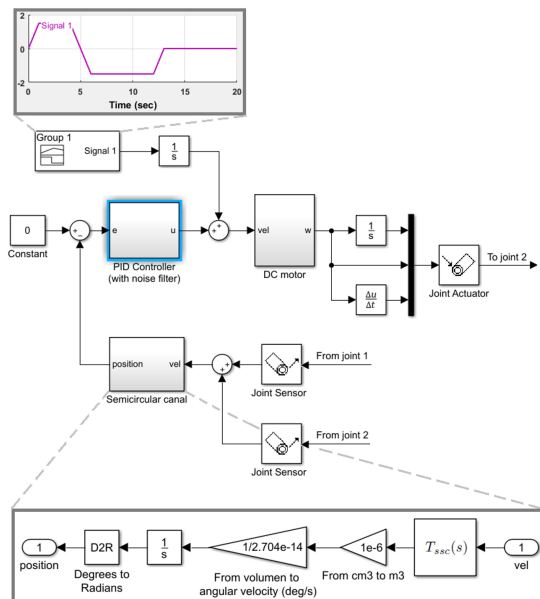 2
0
-2
Signal 1
0 5 10 15 20
Time (sec)
Group 1
Signal 1
1
s
0
Constant
e u
PID Controller
(with noise filter)
vel w
DC motor
1
s
Δu
Δt
Joint Actuator
To joint 2
position vel
Semicircular canal
Joint Sensor
From joint 1
Joint Sensor
From joint 2
1
position
D2R
Degrees to
Radians
1
s
1/2.704e-14
From volumen to
angular velocity (deg/s)
1e-6
From cm3 to m3
Tssc(s)
1
vel